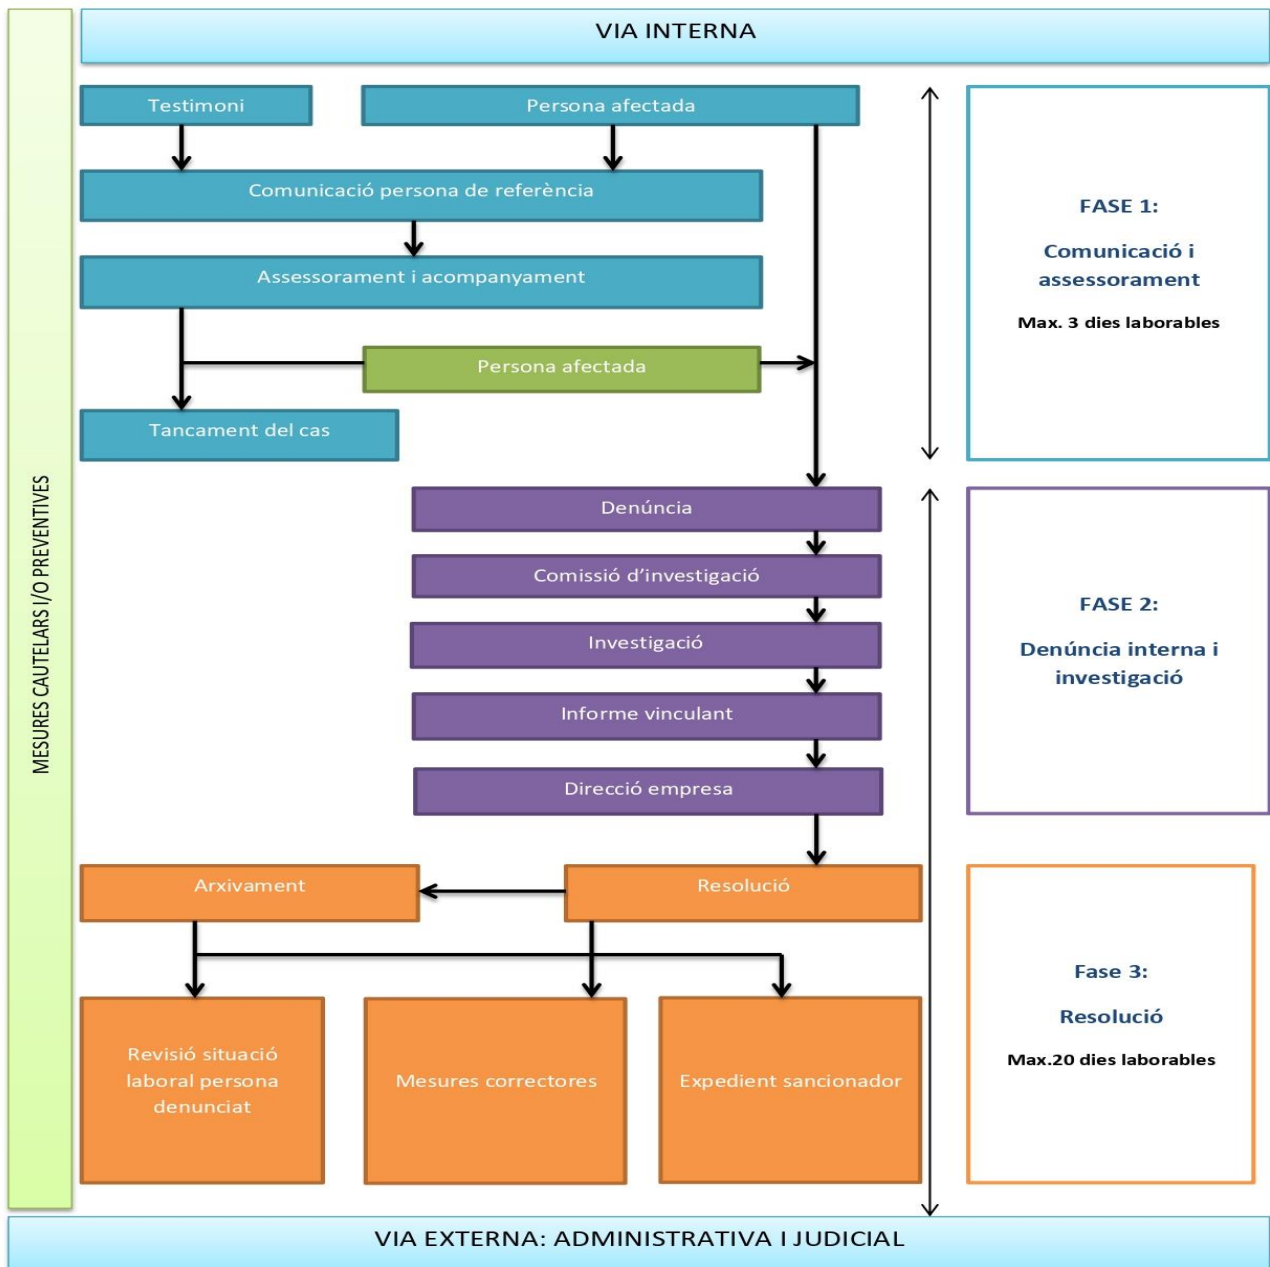 VIA INTERNA
MESURES CAUTELARS I/O PREVENTIVES
Testimoni
Persona afectada
Comunicació persona de referència
Assessorament i acompanyament
Persona afectada
Tancament del cas
FASE 1:
Comunicació i
assessorament
Max. 3 dies laborables
Denúncia
Comissió d’investigació
Investigació
Informe vinculant
Direcció empresa
FASE 2:
Denúncia interna i
investigació
Arxivament
Resolució
Revisió situació
laboral persona
denunciat
Mesures correctores
Expedient sancionador
Fase 3:
Resolució
Max.20 dies laborables
VIA EXTERNA: ADMINISTRATIVA I JUDICIAL